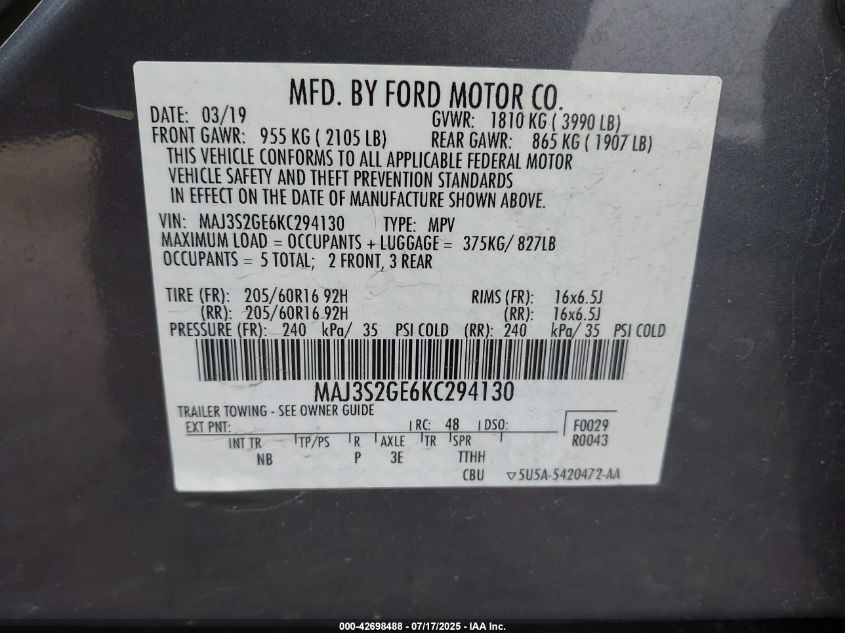 MFD. BY FORD MOTOR CO.
DATE: 03/19 GVWR: 1810 KG ( 3990 LB)
FRONT GAWR: 955 KG ( 2105 LB) REAR GAWR: 865 KG ( 1907 LB)
THIS VEHICLE CONFORMS TO ALL APPLICABLE FEDERAL MOTOR
VEHICLE SAFETY AND THEFT PREVENTION STANDARDS
IN EFFECT ON THE DATE OF MANUFACTURE SHOWN ABOVE.
VIN: MAJ3S2GE6KC294130 TYPE: MPV
MAXIMUM LOAD = OCCUPANTS + LUGGAGE = 375KG/ 827LB
OCCUPANTS = 5 TOTAL; 2 FRONT, 3 REAR
TIRE (FR): 205/60R16 92H RIMS (FR): 16x6.5J
(RR): 205/60R16 92H (RR): 16x6.5J
PRESSURE (FR): 240 kPa/ 35 PSI COLD (RR): 240 kPa/ 35 PSI COLD
MAJ3S2GE6KC294130
TRAILER TOWING - SEE OWNER GUIDE
EXT PNT: RC: 48 DSO: F0029
R0043
INT TR TP/PS R AXLE TR SPR
NB P 3E TTHH
CBU ▽5U5A-5420472-AA
000-42698488 - 07/17/2025 - IAA Inc.